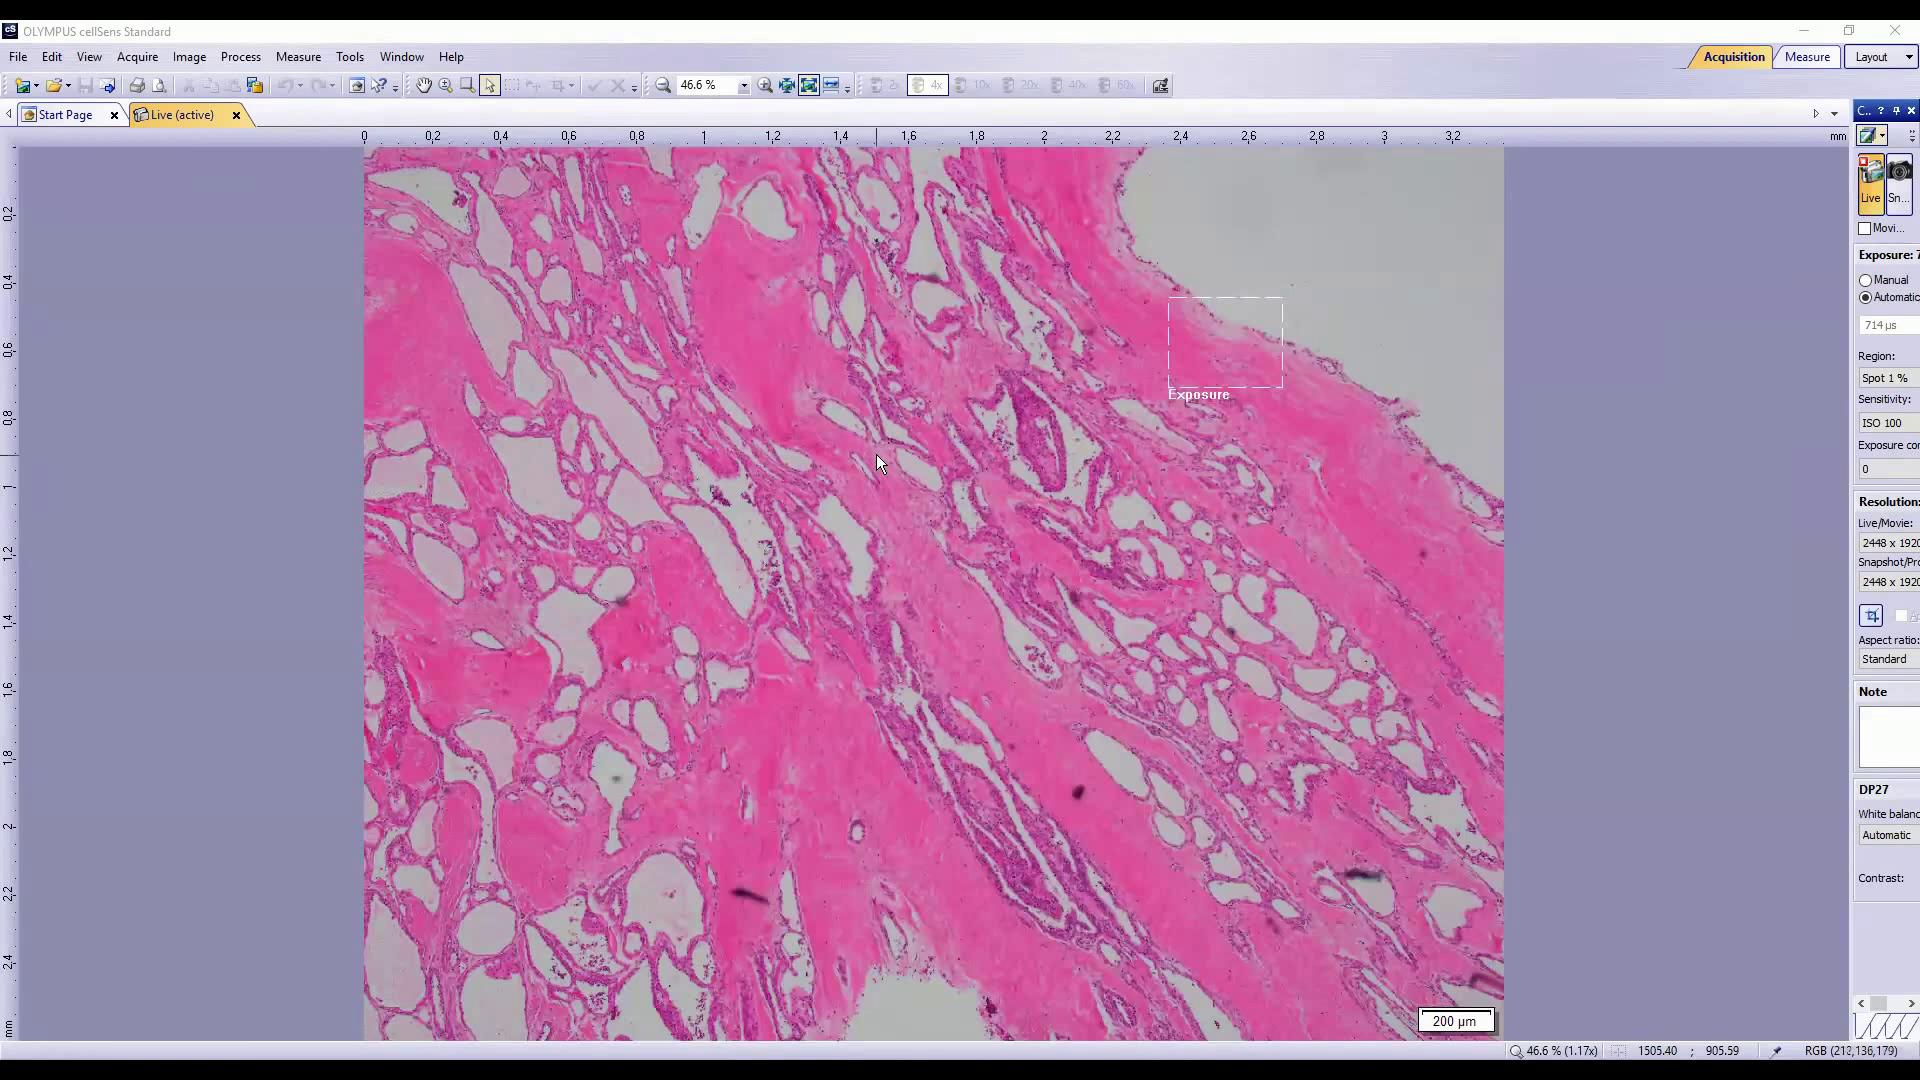 OLYMPUS cellSens Standard
File Edit View Acquire Image Process Measure Tools Window Help
Acquisition Measure Layout
46.6 % 2x 4x 10x 20x 40x 60x
Start Page Live (active)
0 0.2 0.4 0.6 0.8 1 1.2 1.4 1.6 1.8 2 2.2 2.4 2.6 2.8 3 3.2 mm
0.2
0.4
0.6
0.8
1
1.2
1.4
1.6
1.8
2
2.2
2.4
mm
Exposure
200 µm
C..
Live Sn...
Movi...
Exposure: 7
Manual
Automatic
714 µs
Region:
Spot 1 %
Sensitivity:
ISO 100
Exposure cor
0
Resolution:
Live/Movie:
2448 x 1920
Snapshot/Pro
2448 x 1920
Aspect ratio:
Standard
Note
DP27
White balanc
Automatic
Contrast:
46.6 % (1.17x) 1505.40 ; 905.59 RGB (213,136,179)